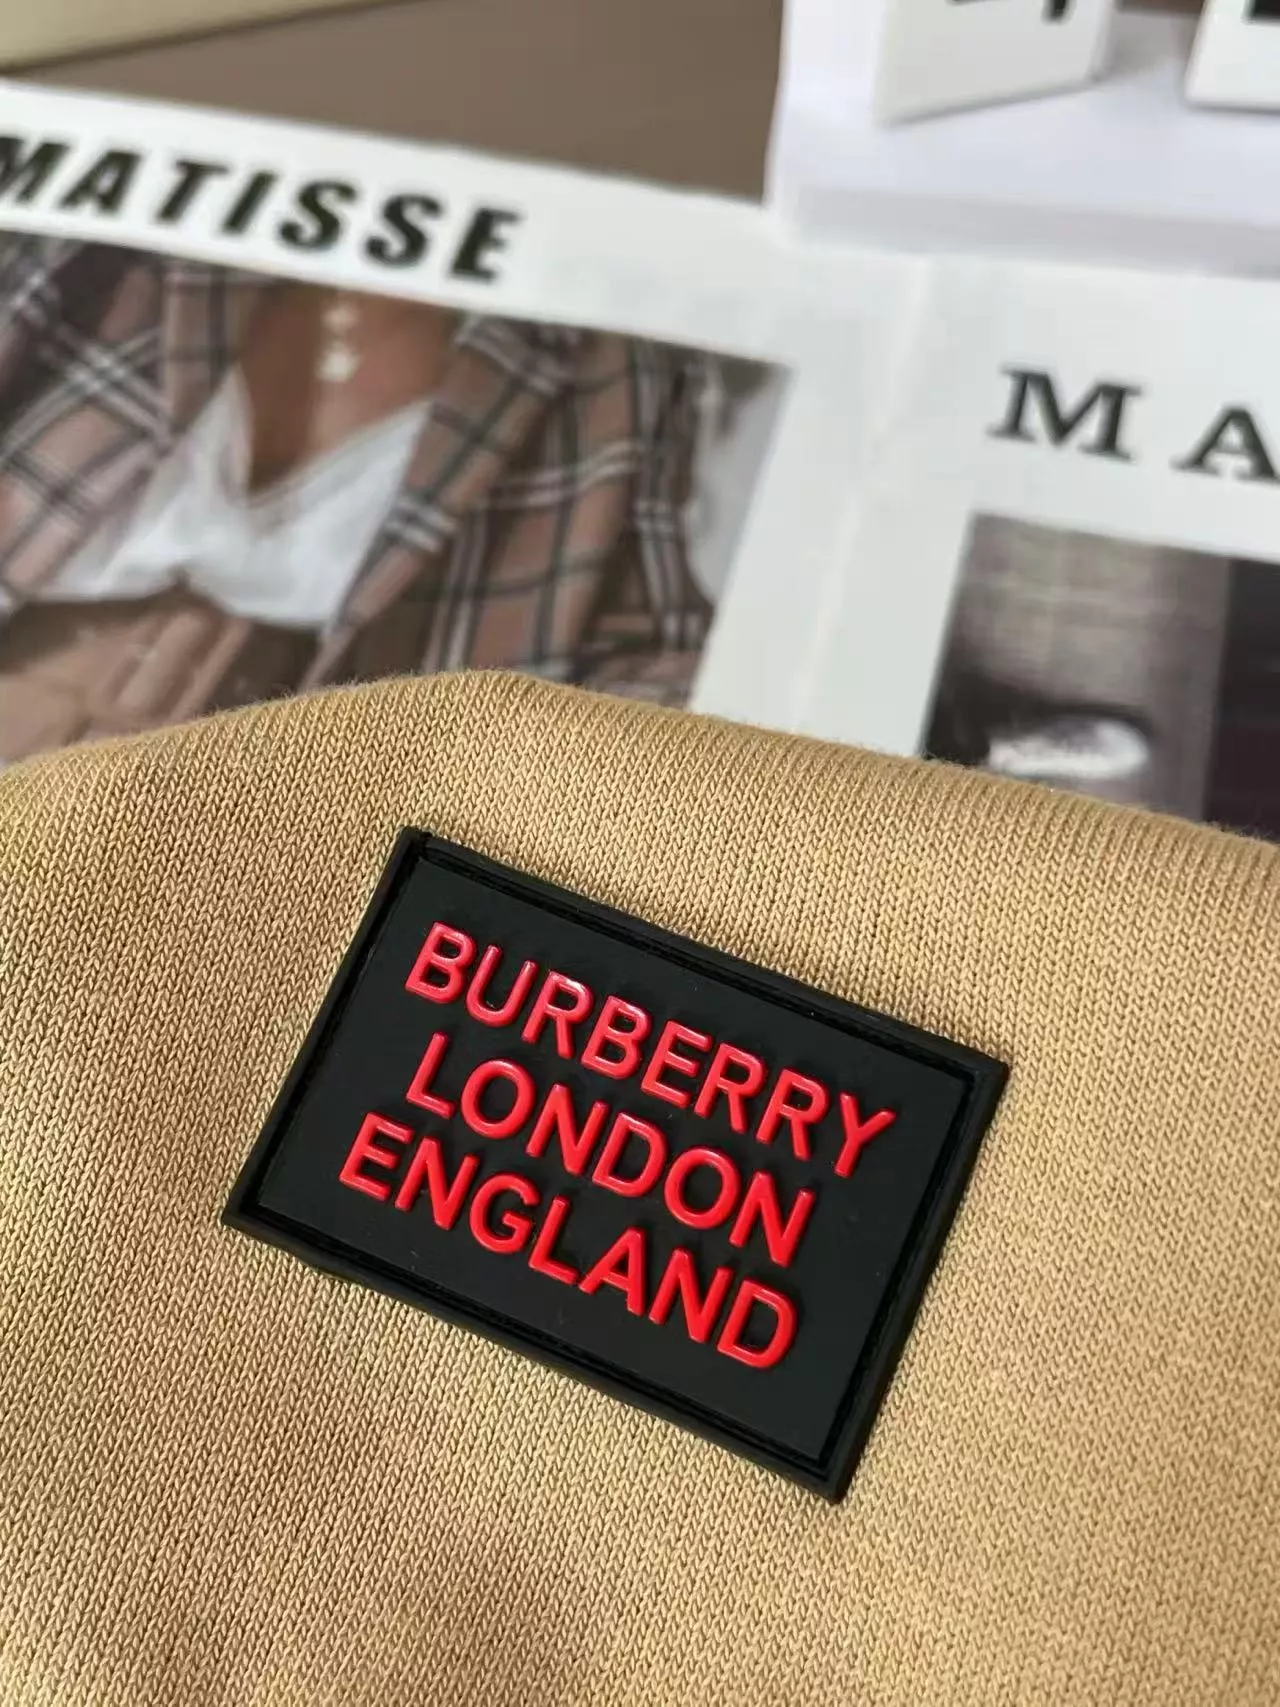 MATISSE
MA
BURBERRY
LONDON
ENGLAND